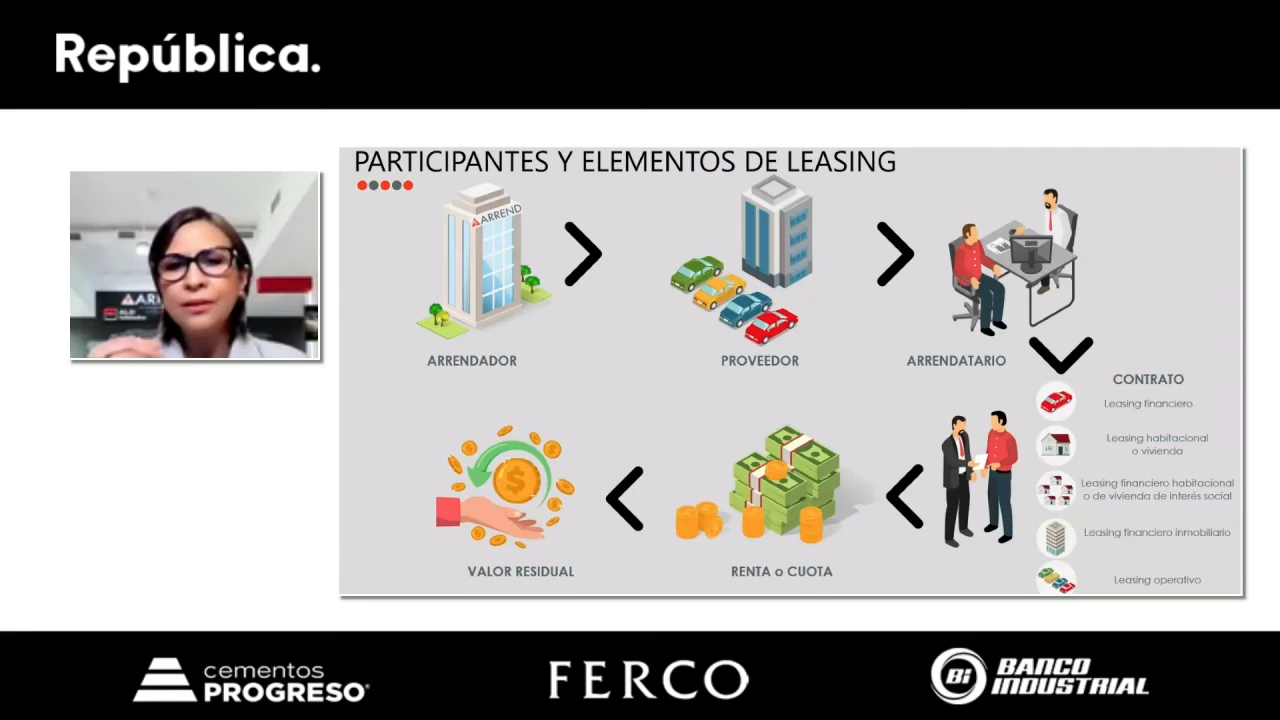 República.
PARTICIPANTES Y ELEMENTOS DE LEASING
ARREND
ARRENDADOR
PROVEEDOR
ARRENDATARIO
CONTRATO
Leasing financiero
Leasing habitacional
o vivienda
Leasing financiero habitacional
o de vivienda de interés social
Leasing financiero inmobiliario
Leasing operativo
RENTA o CUOTA
VALOR RESIDUAL
cementos
PROGRESO
FERCO
Bi
BANCO
INDUSTRIAL